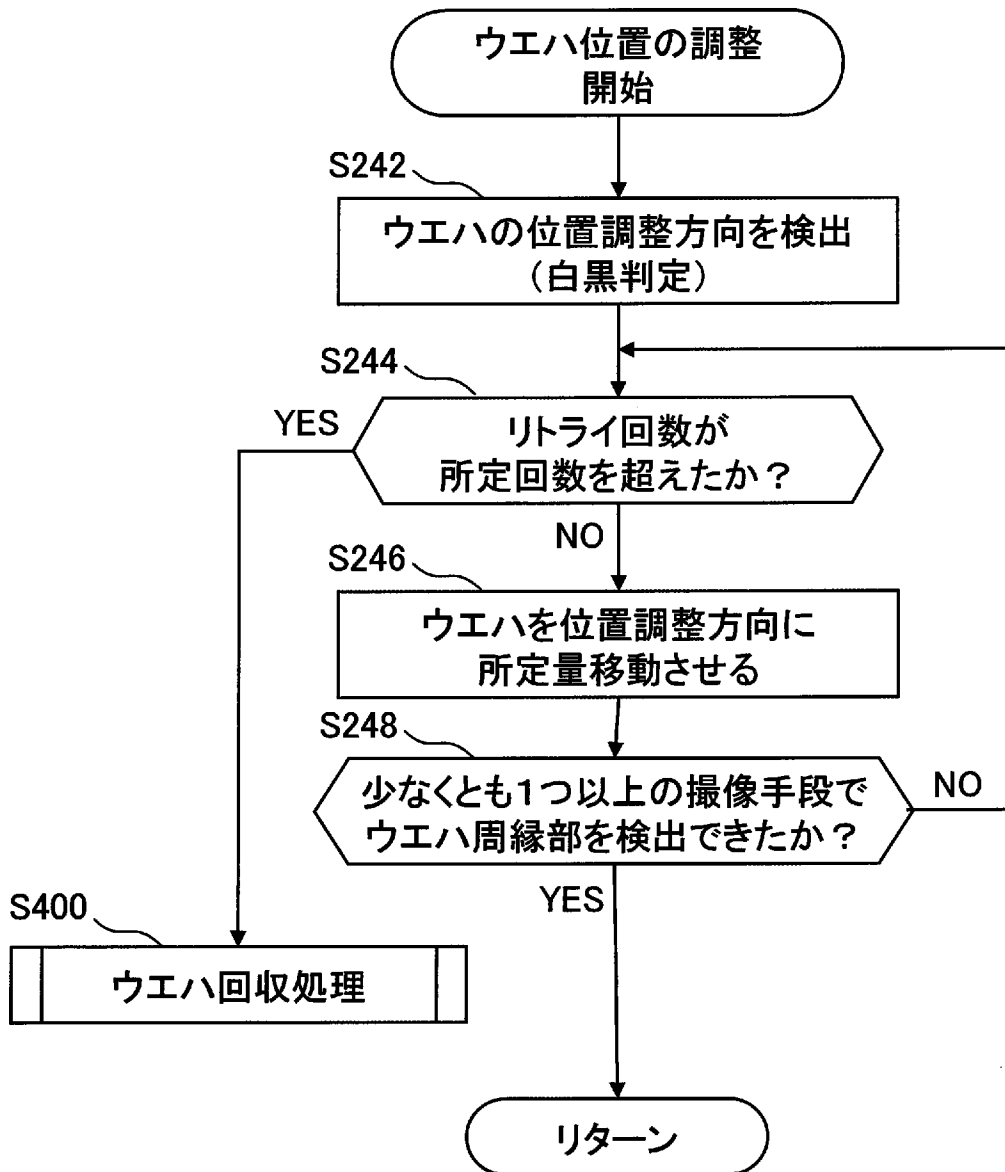 ウエハ位置の調整
開始
S242
ウエハの位置調整方向を検出
(白黒判定)
S244
YES
リトライ回数が
所定回数を超えたか?
NO
S246
ウエハを位置調整方向に
所定量移動させる
S248
少なくとも1つ以上の撮像手段で
ウエハ周縁部を検出できたか?
NO
YES
S400
ウエハ回収処理
リターン